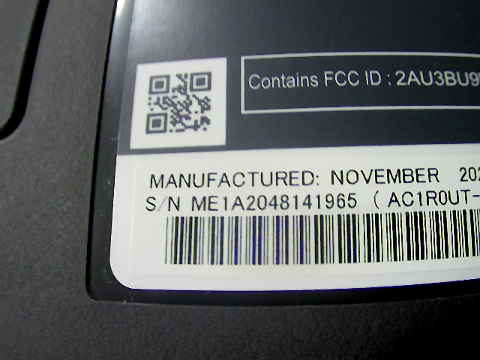 Contains FCC ID : 2AU3BU9
MANUFACTURED: NOVEMBER 202
S/N ME1A2048141965 ( AC1R0UT-